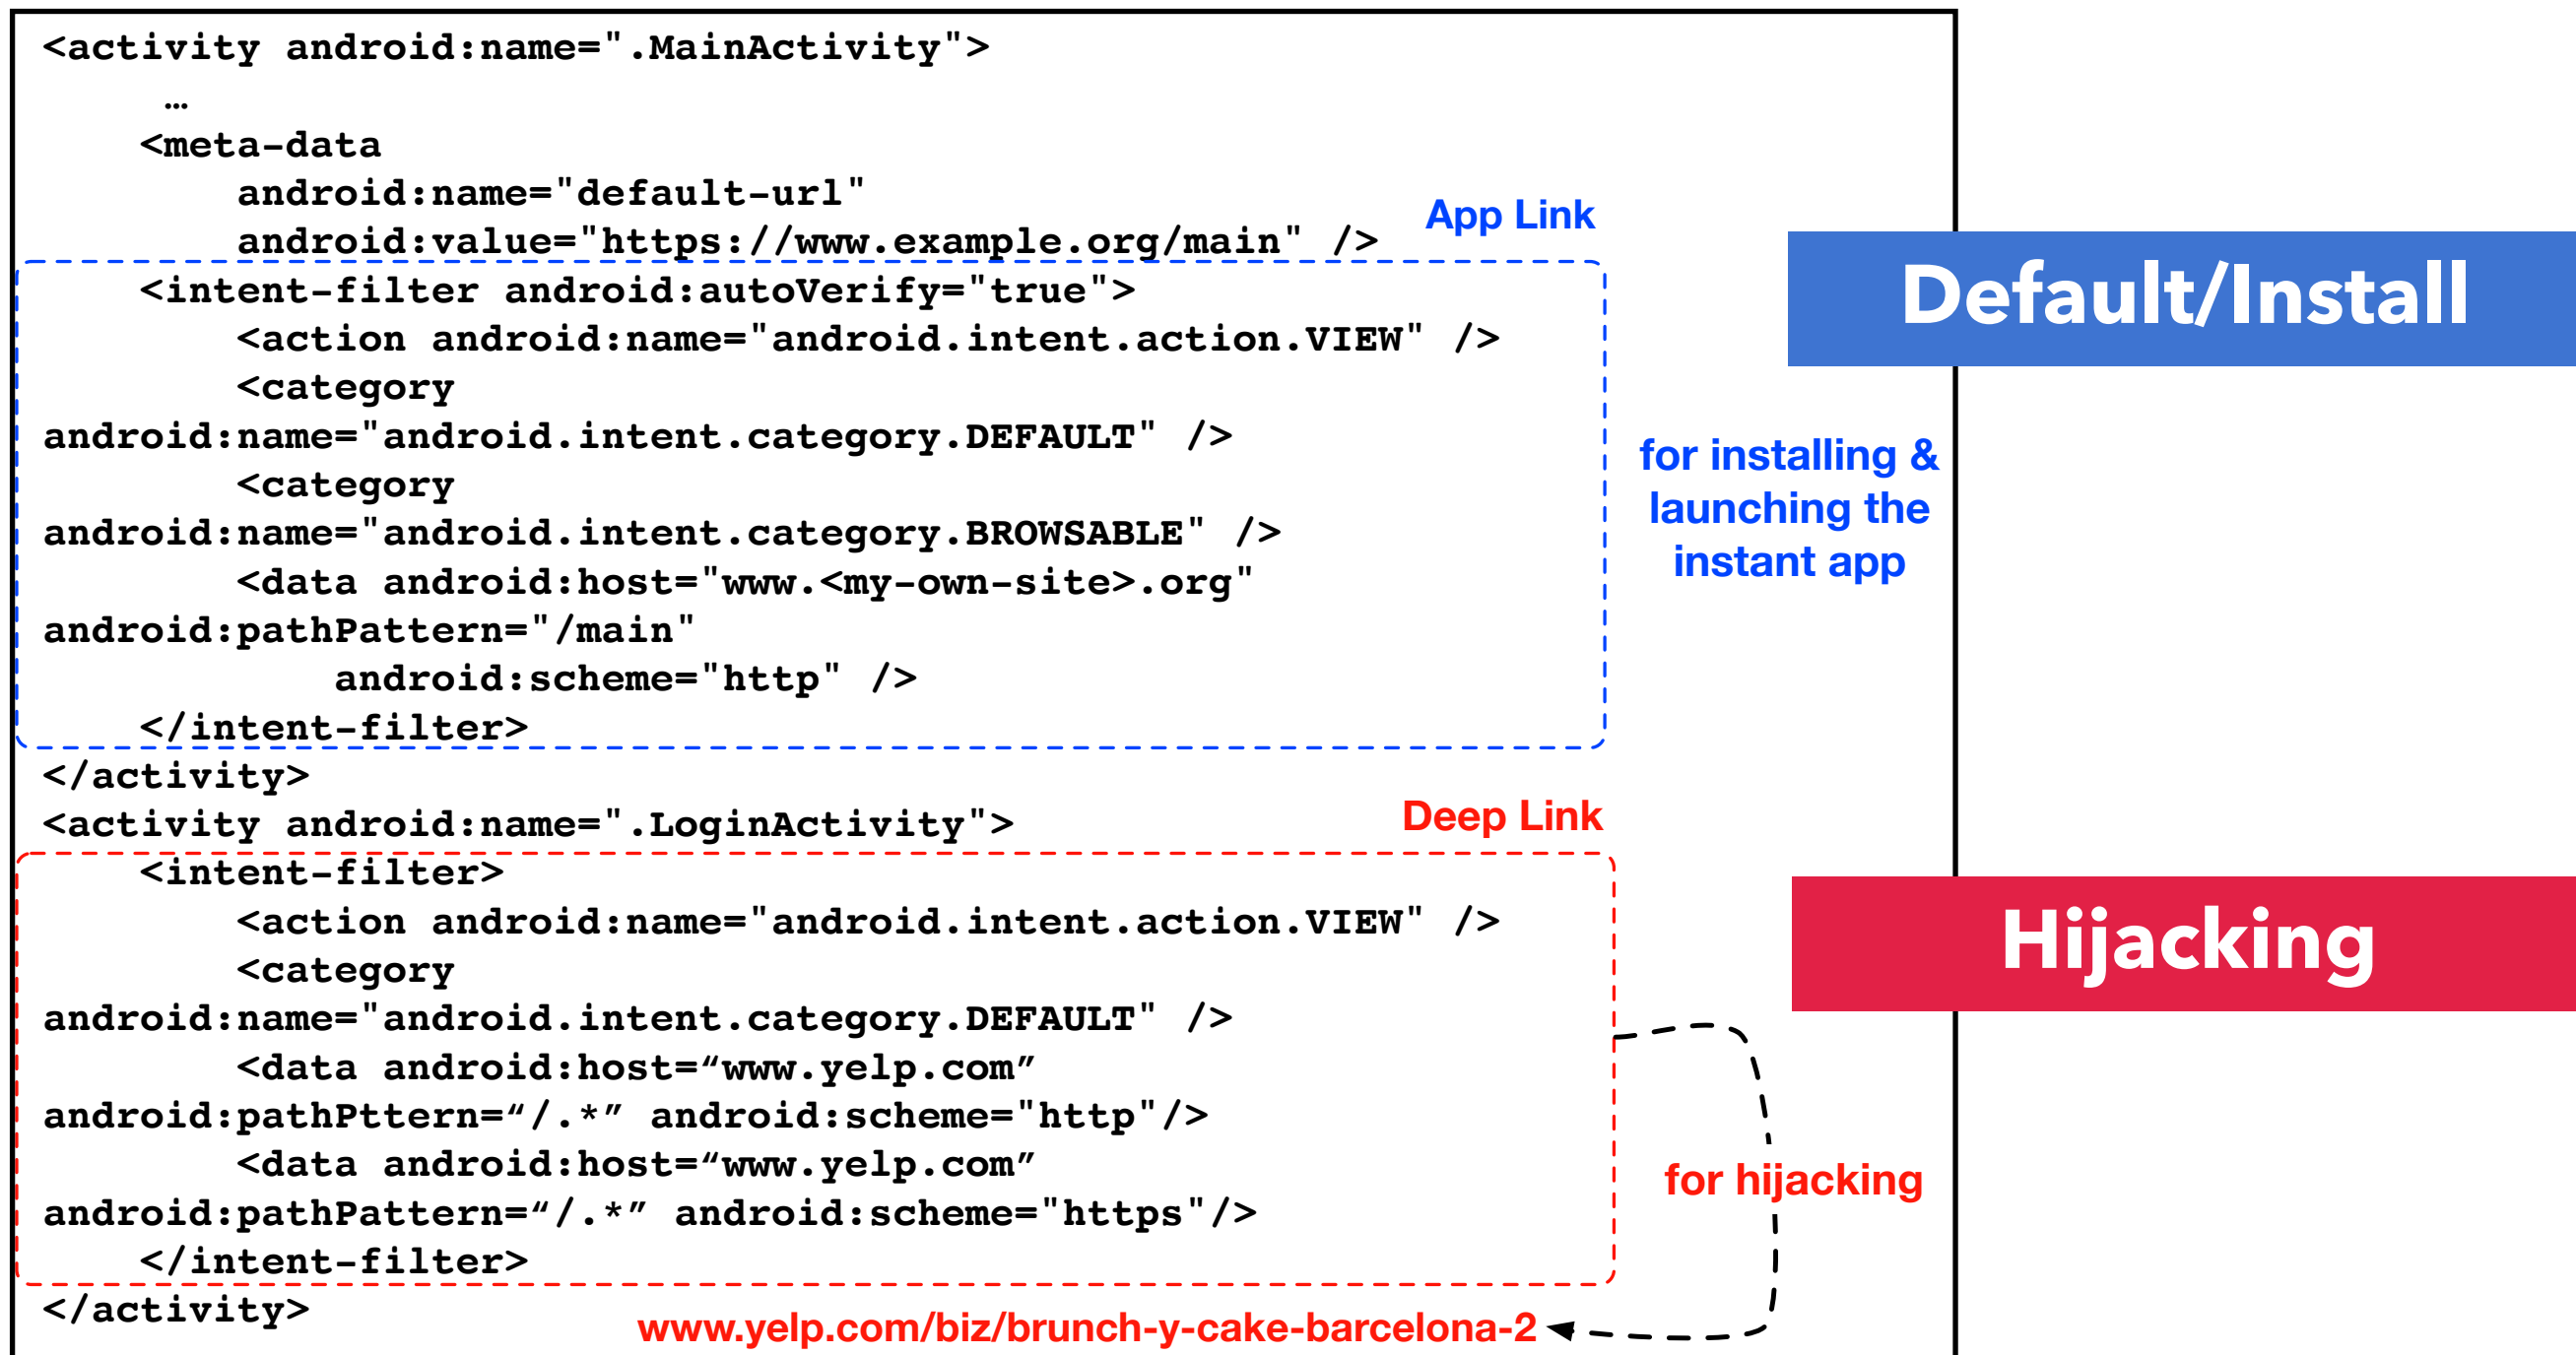 <activity android:name=".MainActivity">
…
<meta-data
android:name="default-url"
android:value="https://www.example.org/main" />
App Link
Default/Install
<intent-filter android:autoVerify="true">
<action android:name="android.intent.action.VIEW" />
<category
android:name="android.intent.category.DEFAULT" />
<category
android:name="android.intent.category.BROWSABLE" />
<data android:host="www.<my-own-site>.org"
android:pathPattern="/main"
android:scheme="http" />
</intent-filter>
for installing &
launching the
instant app
</activity>
<activity android:name=".LoginActivity">
Deep Link
Hijacking
<intent-filter>
<action android:name="android.intent.action.VIEW" />
<category
android:name="android.intent.category.DEFAULT" />
<data android:host=“www.yelp.com”
android:pathPttern=“/.*” android:scheme="http"/>
<data android:host=“www.yelp.com”
android:pathPattern=“/.*” android:scheme="https"/>
</intent-filter>
for hijacking
</activity>
www.yelp.com/biz/brunch-y-cake-barcelona-2